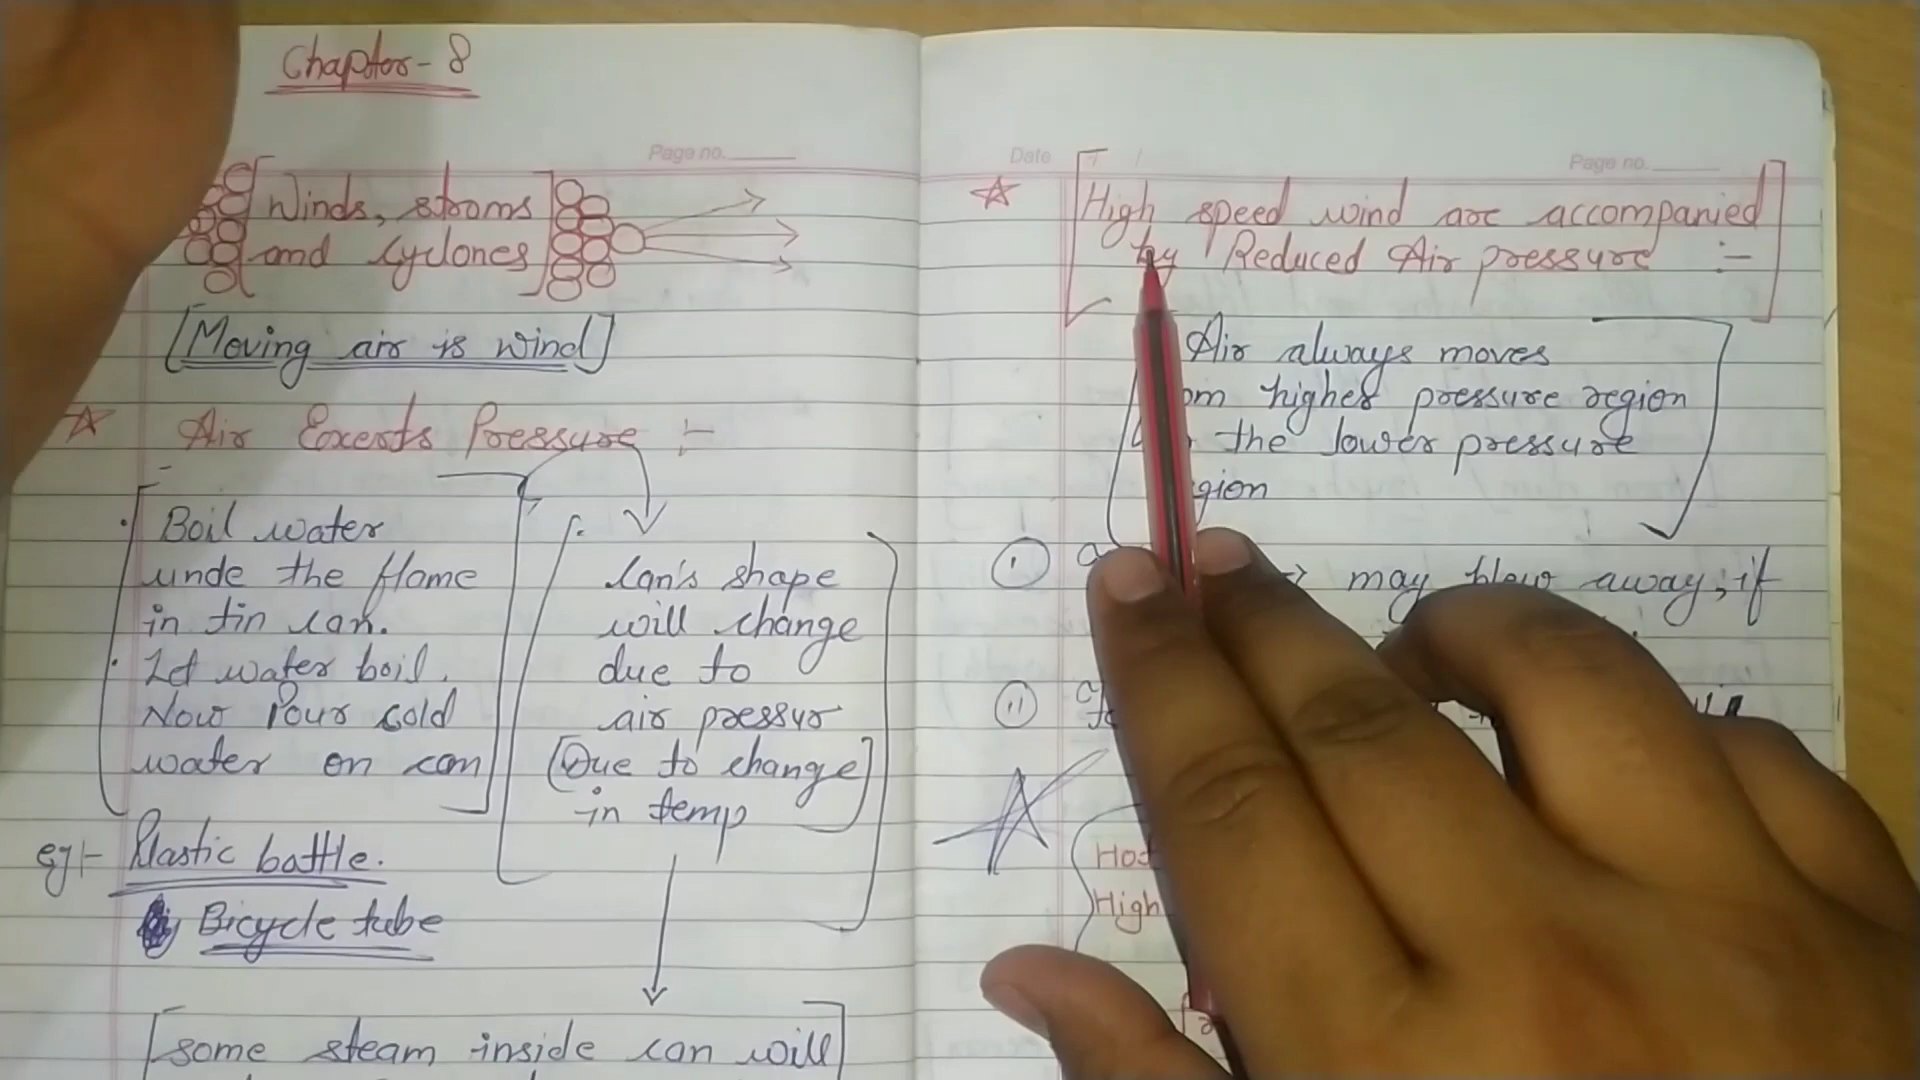 Chapter - 8
Page no.
Winds, stroms
and Cyclones
[Moving air is wind]
Air Exerts Pressure :-
Boil water
unde the flame
in tin can.
Let water boil.
Now Pour cold
water on can
Can's shape
will change
due to
air pressur
[Due to change]
in temp
eg:- Plastic battle.
Bicycle tube
some steam inside can will
Date
Page no.
High speed wind are accompanied
by Reduced Air pressure :-
Air always moves
higher pressure region
the lower pressure
(i) → may blow away, if
(ii)
High